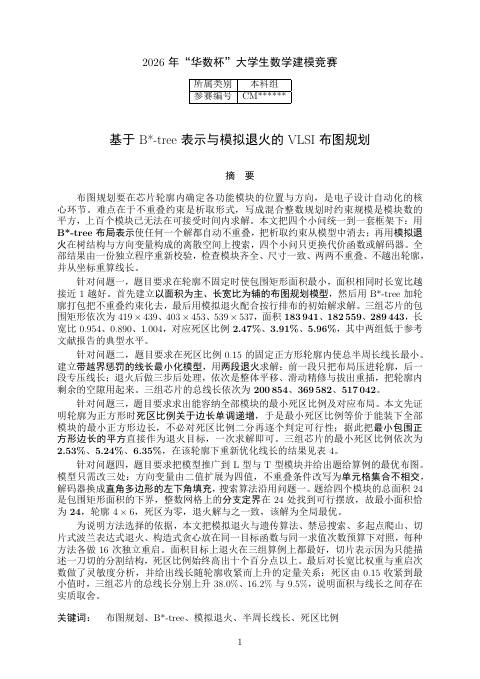 2026 年“华数杯”大学生数学建模竞赛
所属类别 本科组
参赛编号 CM******
基于 B*-tree 表示与模拟退火的 VLSI 布图规划
摘 要
布图规划要在芯片轮廓内确定各功能模块的位置与方向，是电子设计自动化的核
心环节。难点在于不重叠约束是析取形式，写成混合整数规划时约束规模是模块数的
平方，上百个模块已无法在可接受时间内求解。本文把四个小问统一到一套框架下：用
B*-tree 布局表示使任何一个解都自动不重叠，把析取约束从模型中消去；再用模拟退
火在树结构与方向变量构成的离散空间上搜索，四个小问只更换代价函数或解码器。全
部结果由一份独立程序重新校验，检查模块齐全、尺寸一致、两两不重叠、不越出轮廓，
并从坐标重算线长。
针对问题一，题目要求在轮廓不固定时使包围矩形面积最小，面积相同时长宽比越
接近 1 越好。首先建立以面积为主、长宽比为辅的布图规划模型，然后用 B*-tree 加轮
廓打包把不重叠约束化去，最后用模拟退火配合按行排布的初始解求解。三组芯片的包
围矩形依次为 419×439、403×453、539×537，面积 183 941、182 559、289 443，长
宽比 0.954、0.890、1.004，对应死区比例 2.47%、3.91%、5.96%，其中两组低于参考
文献报告的典型水平。
针对问题二，题目要求在死区比例 0.15 的固定正方形轮廓内使总半周长线长最小。
建立带越界惩罚的线长最小化模型，用两段退火求解：前一段只把布局压进轮廓，后一
段专压线长；退火后做三步后处理，依次是整体平移、滑动精修与拔出重插，把轮廓内
剩余的空隙用起来。三组芯片的总线长依次为 200 854、369 582、517 042。
针对问题三，题目要求求出能容纳全部模块的最小死区比例及对应布局。本文先证
明轮廓为正方形时死区比例关于边长单调递增，于是最小死区比例等价于能装下全部
模块的最小正方形边长，不必对死区比例二分再逐个判定可行性；据此把最小包围正
方形边长的平方直接作为退火目标，一次求解即可。三组芯片的最小死区比例依次为
2.53%、5.24%、6.35%，在该轮廓下重新优化线长的结果见表 4。
针对问题四，题目要求把模型推广到 L 型与 T 型模块并给出题给算例的最优布图。
模型只需改三处：方向变量由二值扩展为四值，不重叠条件改写为单元格集合不相交，
解码器换成直角多边形的左下角填充，搜索算法沿用问题一。题给四个模块的总面积 24
是包围矩形面积的下界，整数网格上的分支定界在 24 处找到可行摆放，故最小面积恰
为 24，轮廓 4×6，死区为零，退火解与之一致，该解为全局最优。
为说明方法选择的依据，本文把模拟退火与遗传算法、禁忌搜索、多起点爬山、切
片式波兰表达式退火、构造式贪心放在同一目标函数与同一求值次数预算下对照，每种
方法各做 16 次独立重启。面积目标上退火在三组算例上都最好，切片表示因为只能描
述一刀切的分割结构，死区比例始终高出十个百分点以上。最后对长宽比权重与重启次
数做了灵敏度分析，并给出线长随轮廓收紧而上升的定量关系：死区由 0.15 收紧到最
小值时，三组芯片的总线长分别上升 38.0%、16.2% 与 9.5%，说明面积与线长之间存在
实质取舍。
关键词： 布图规划、B*-tree、模拟退火、半周长线长、死区比例
1